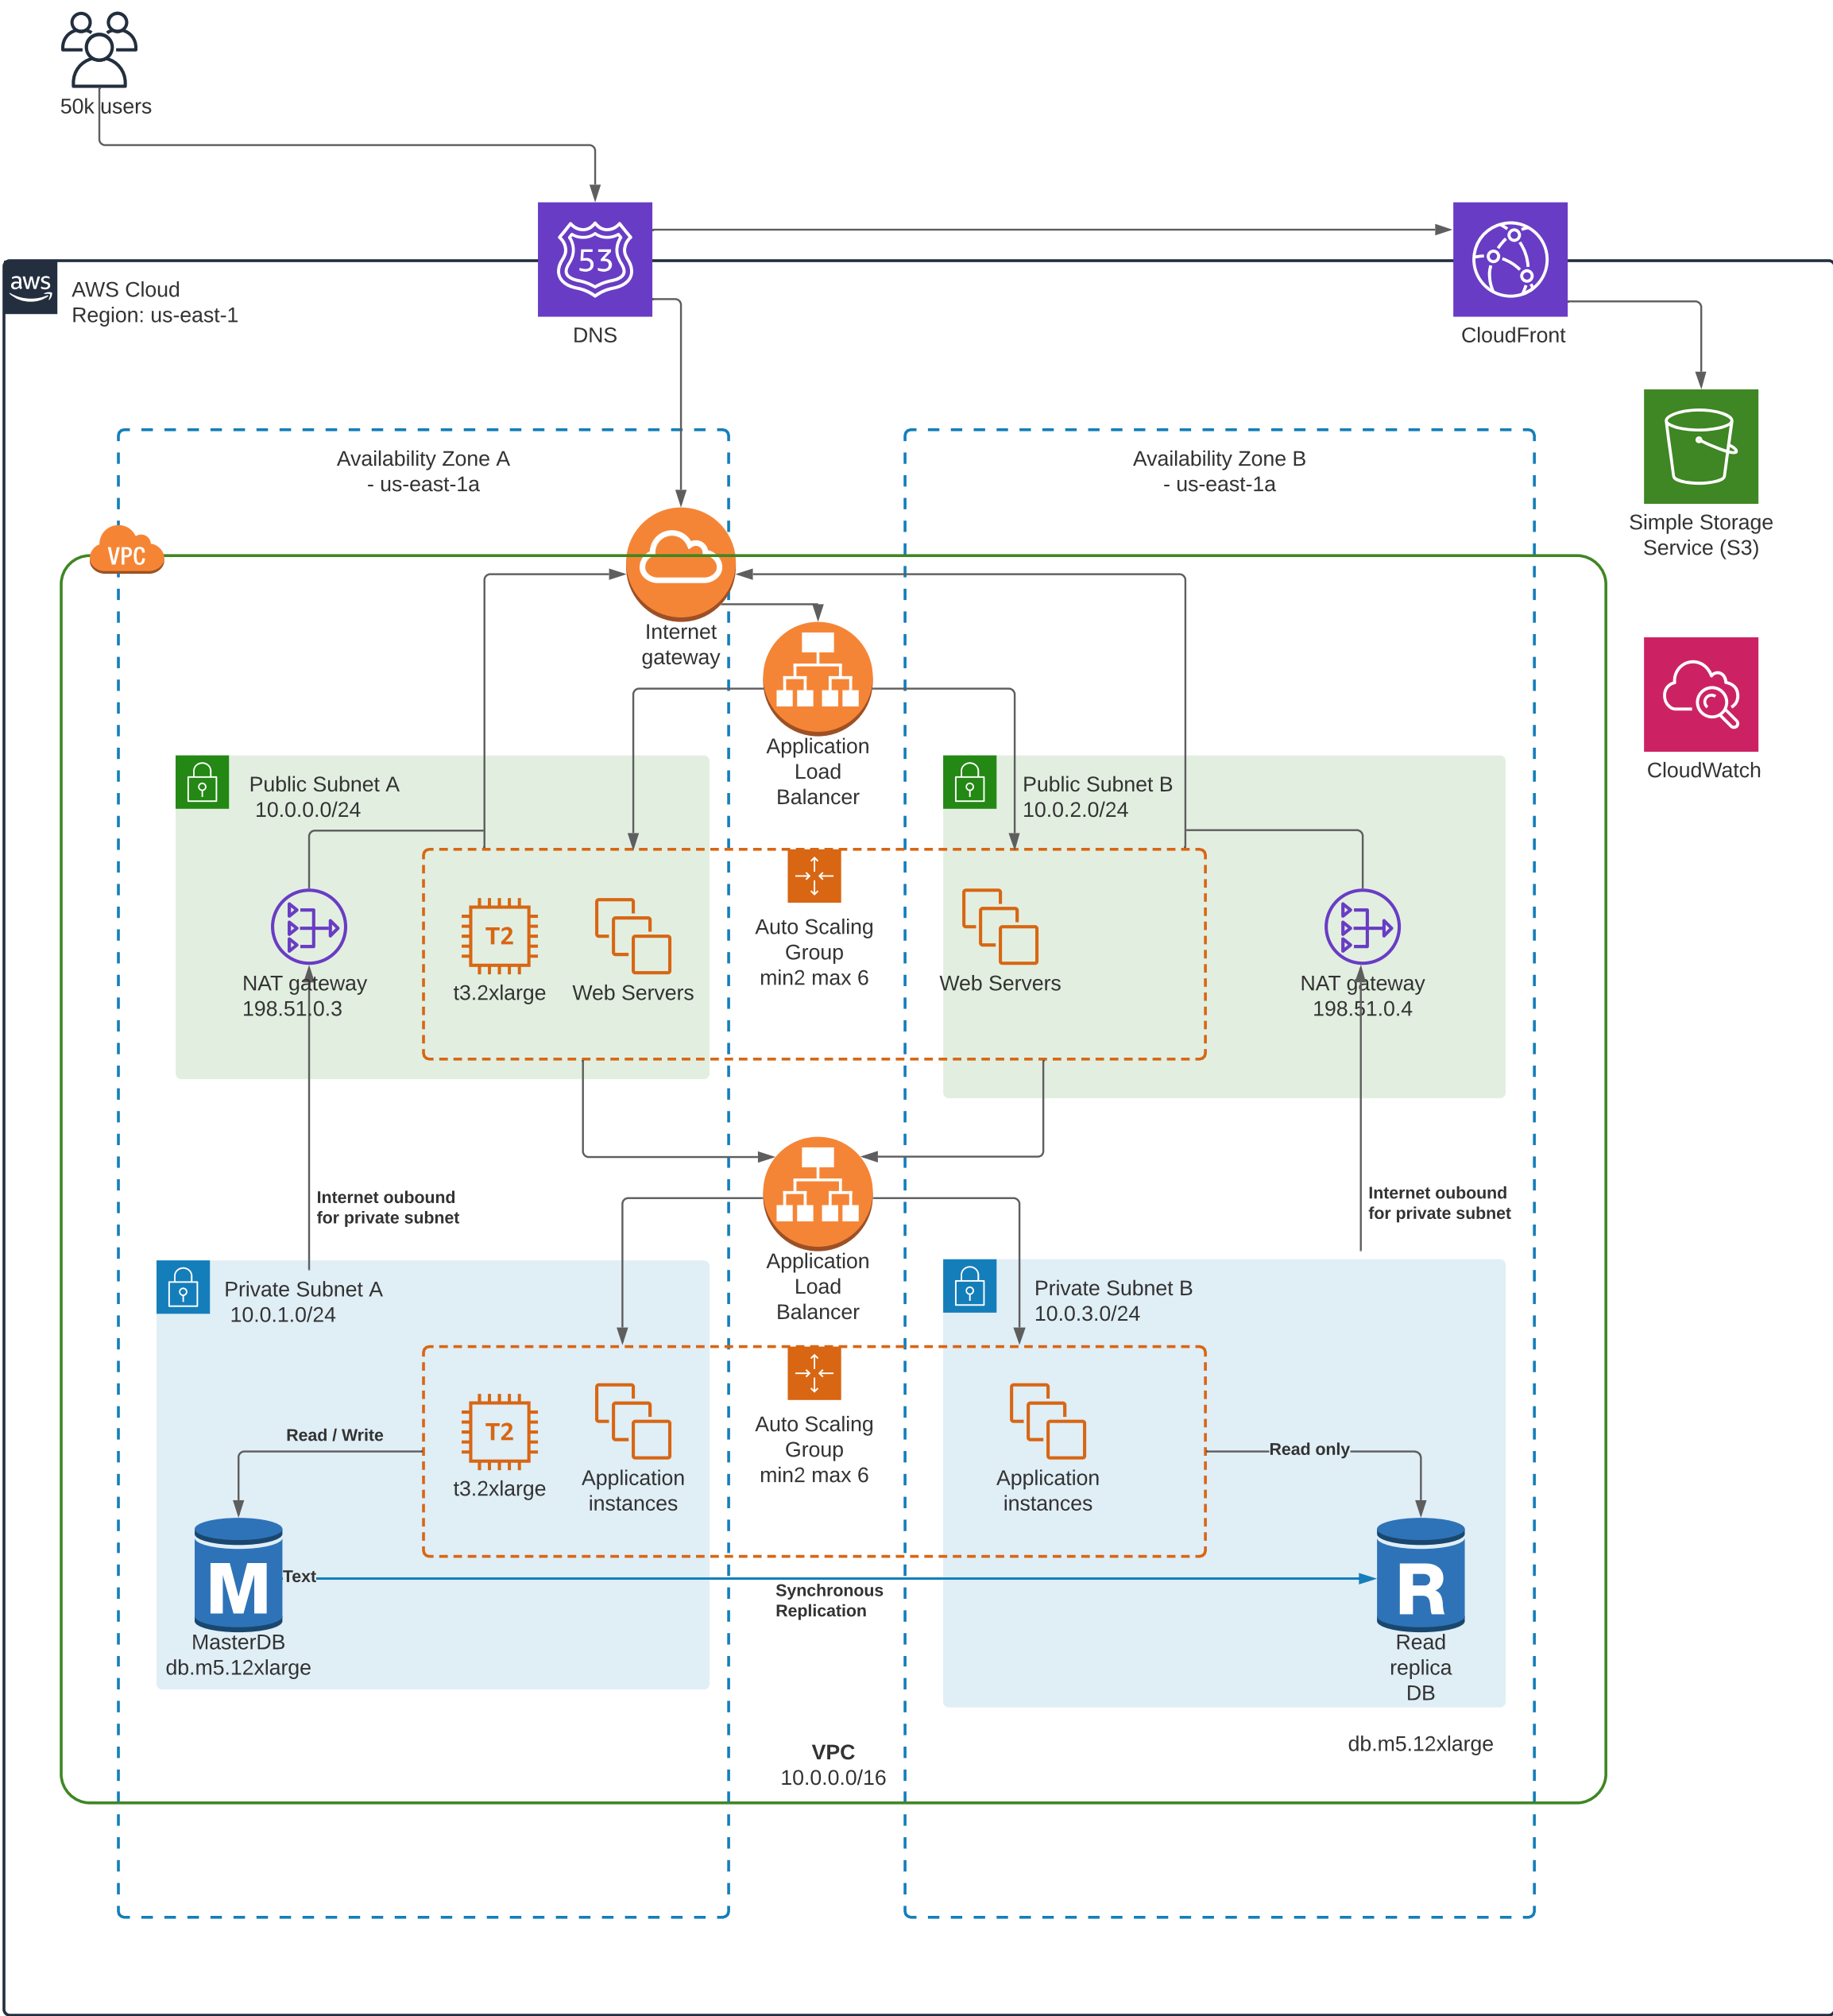 50k users
53
DNS
CloudFront
aws
AWS Cloud
Region: us-east-1
Simple Storage
Service (S3)
CloudWatch
Availability Zone A
- us-east-1a
Availability Zone B
- us-east-1a
VPC
Internet
gateway
Application
Load
Balancer
Public Subnet A
10.0.0.0/24
Public Subnet B
10.0.2.0/24
NAT gateway
198.51.0.3
T2
t3.2xlarge
Web Servers
Auto Scaling
Group
min2 max 6
Web Servers
NAT gateway
198.51.0.4
Internet oubound
for private subnet
Internet oubound
for private subnet
Application
Load
Balancer
Private Subnet A
10.0.1.0/24
Private Subnet B
10.0.3.0/24
Read / Write
T2
t3.2xlarge
Application
instances
Auto Scaling
Group
min2 max 6
Application
instances
Read only
M
Text
Synchronous
Replication
R
MasterDB
db.m5.12xlarge
Read
replica
DB
db.m5.12xlarge
VPC
10.0.0.0/16